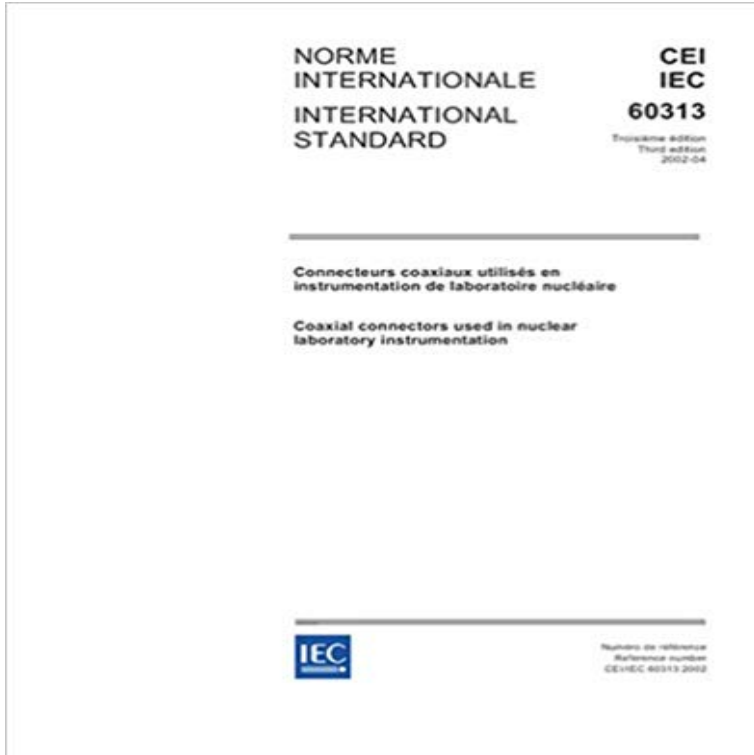 NORME
INTERNATIONALE
INTERNATIONAL
STANDARD
CEI
IEC
60313
Troisième édition
Third edition
2002-04
Connecteurs coaxiaux utilisés en
instrumentation de laboratoire nucléaire
Coaxial connectors used in nuclear
laboratory instrumentation
IEC
Numéro de référence
Reference number
CEI/IEC 60313:2002